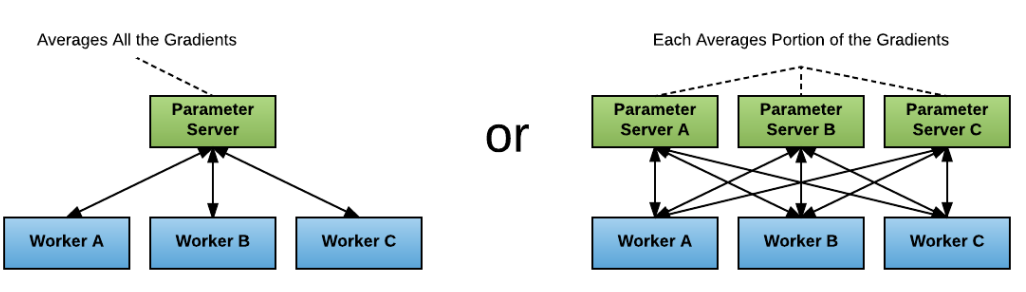 Averages All the Gradients
Parameter
Server
Worker A
Worker B
Worker C
or
Each Averages Portion of the Gradients
Parameter
Server A
Parameter
Server B
Parameter
Server C
Worker A
Worker B
Worker C